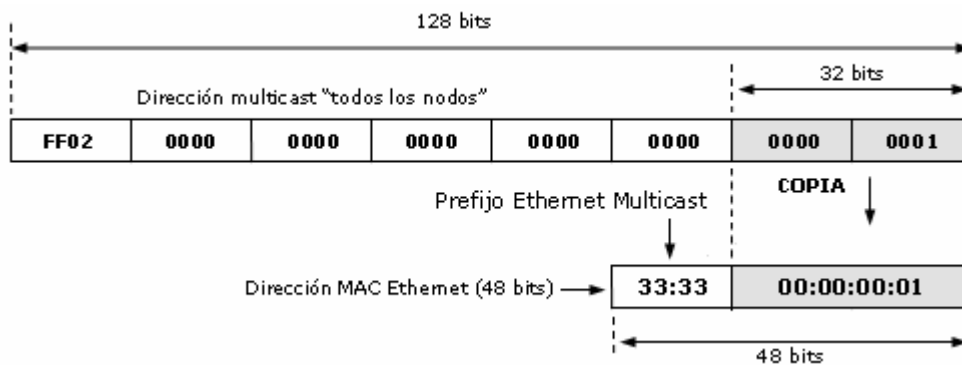 128 bits
32 bits
Dirección multicast "todos los nodos"
FF02 0000 0000 0000 0000 0000 0000 0001
COPIA
Prefijo Ethernet Multicast
Dirección MAC Ethernet (48 bits) 33:33 00:00:00:01
48 bits